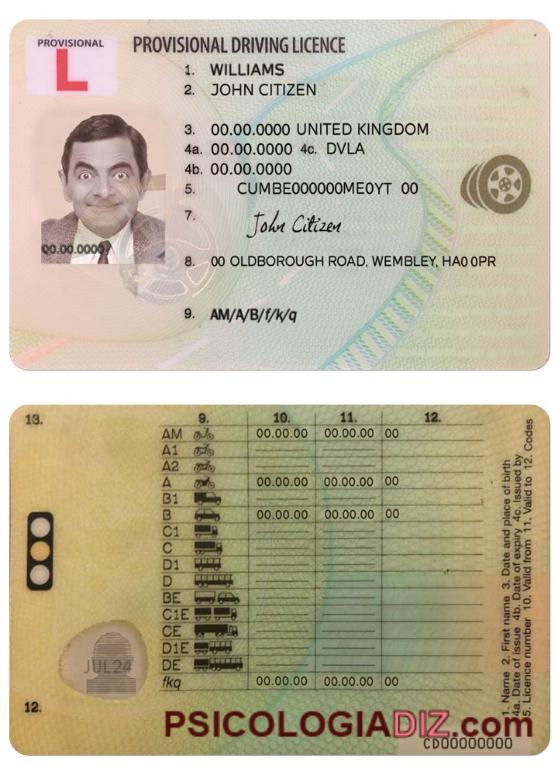 PROVISIONAL
L
PROVISIONAL DRIVING LICENCE
1. WILLIAMS
2. JOHN CITIZEN
3. 00.00.0000 UNITED KINGDOM
4a. 00.00.0000 4c. DVLA
4b. 00.00.0000
5. CUMBE000000ME0YT 00
7. John Citizen
00.00.0000
8. 00 OLDBOROUGH ROAD, WEMBLEY, HA0 0PR
9. AM/A/B/f/k/q
13. 9. 10. 11. 12.
AM 00.00.00 00.00.00 00
A1
A2
A 00.00.00 00.00.00 00
B1
B 00.00.00 00.00.00 00
C1
C
D1
D
BE
C1E
CE
D1E
DE
fkq 00.00.00 00.00.00 00
JUL24
12.
1. Name 2. First name 3. Date and place of birth
4a. Date of issue 4b. Date of expiry 4c. Issued by
5. Licence number 10. Valid from 11. Valid to 12. Codes
PSICOLOGIADIZ.com
CD00000000